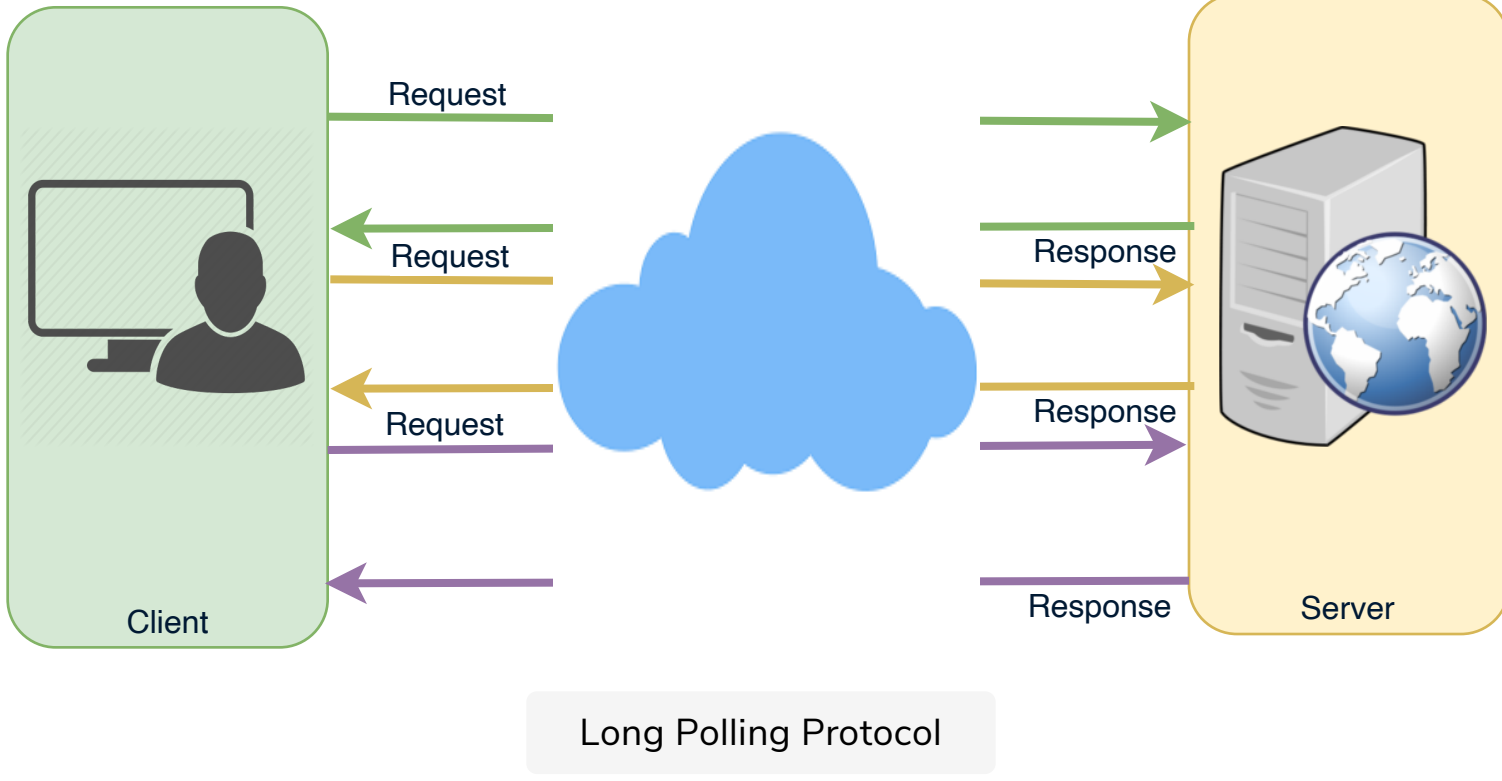 Request
Request
Response
Request
Response
Response
Client
Server
Long Polling Protocol